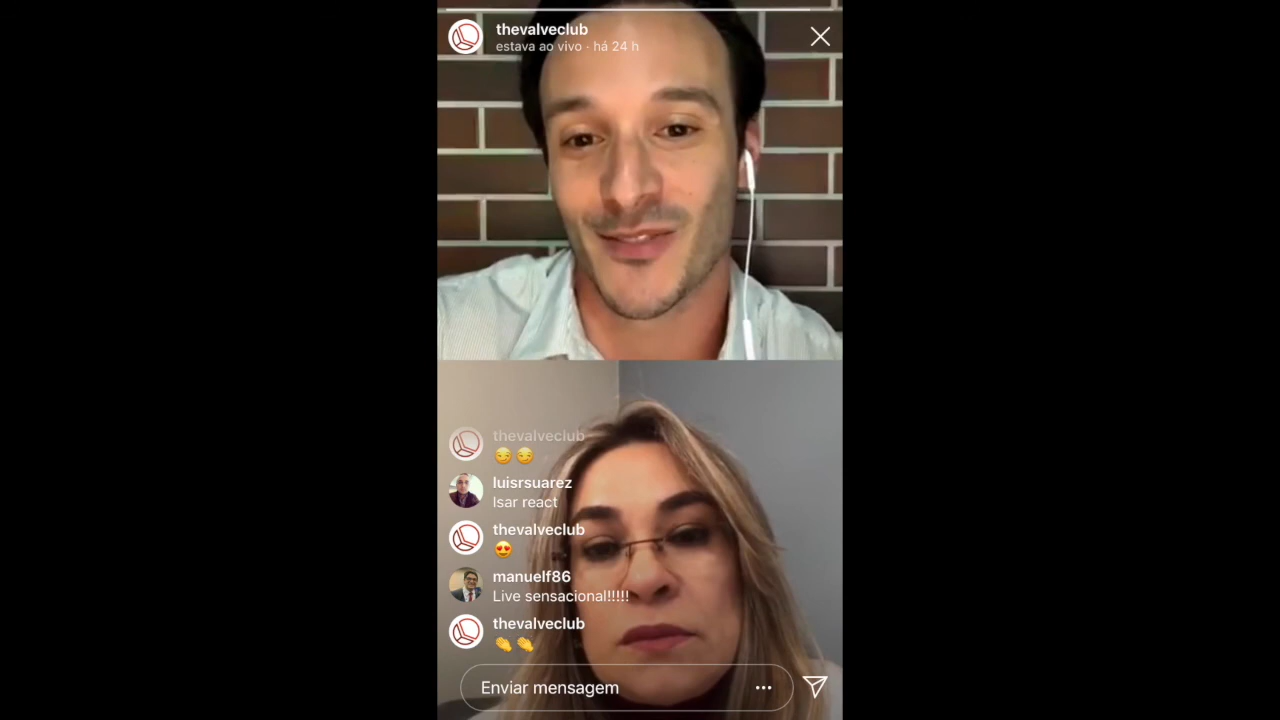 thevalveclub
estava ao vivo · há 24 h
thevalveclub
😏 😏
luisrsuarez
Isar react
thevalveclub
😍
manuelf86
Live sensacional!!!!!
thevalveclub
👏 👏
Enviar mensagem